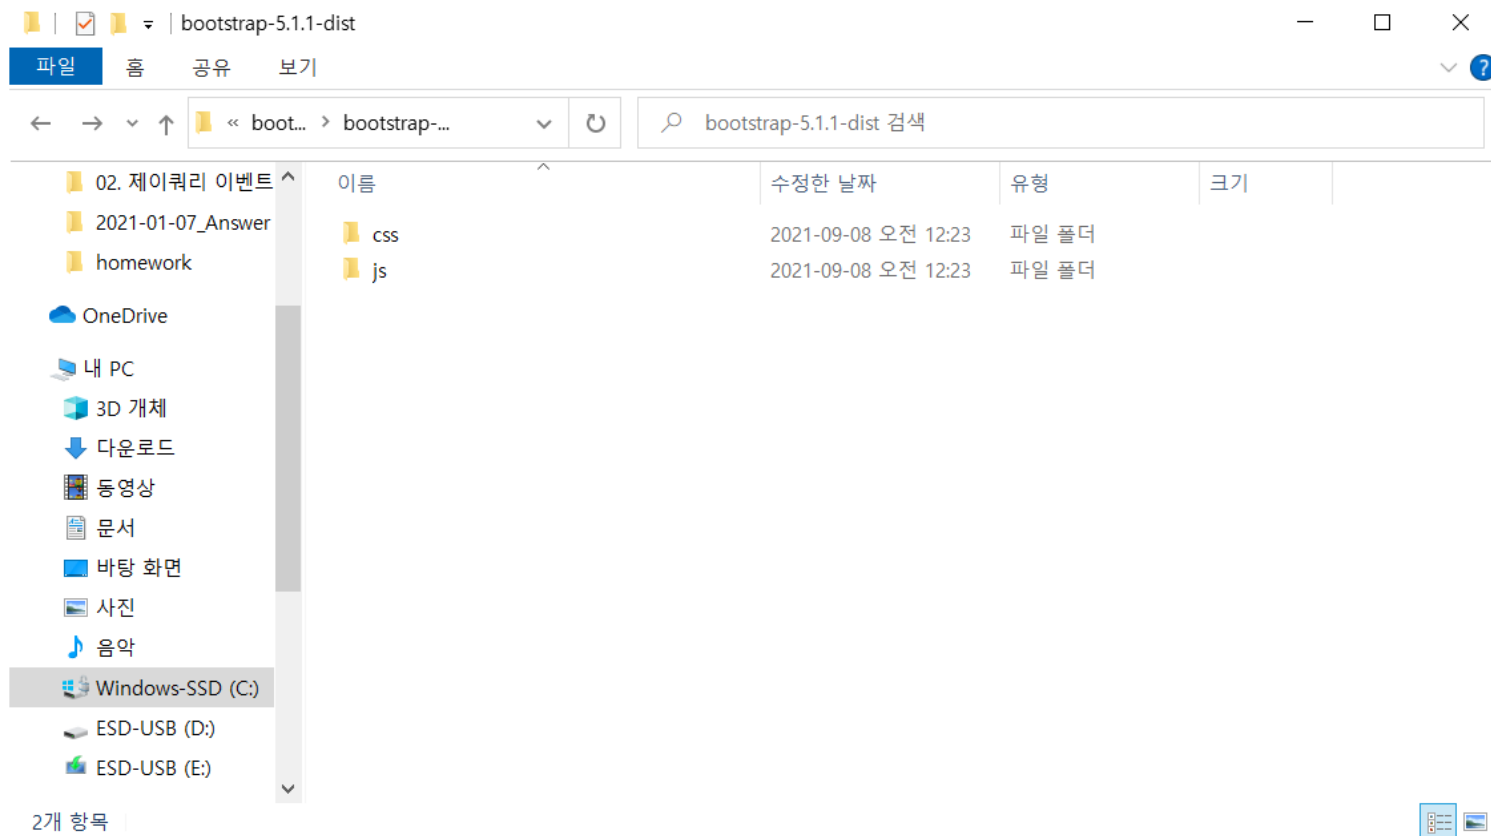 bootstrap-5.1.1-dist
파일 홈 공유 보기
« boot... > bootstrap-... bootstrap-5.1.1-dist 검색
이름 수정한 날짜 유형 크기
css 2021-09-08 오전 12:23 파일 폴더
js 2021-09-08 오전 12:23 파일 폴더
02. 제이쿼리 이벤트
2021-01-07_Answer
homework
OneDrive
내 PC
3D 개체
다운로드
동영상
문서
바탕 화면
사진
음악
Windows-SSD (C:)
ESD-USB (D:)
ESD-USB (E:)
2개 항목